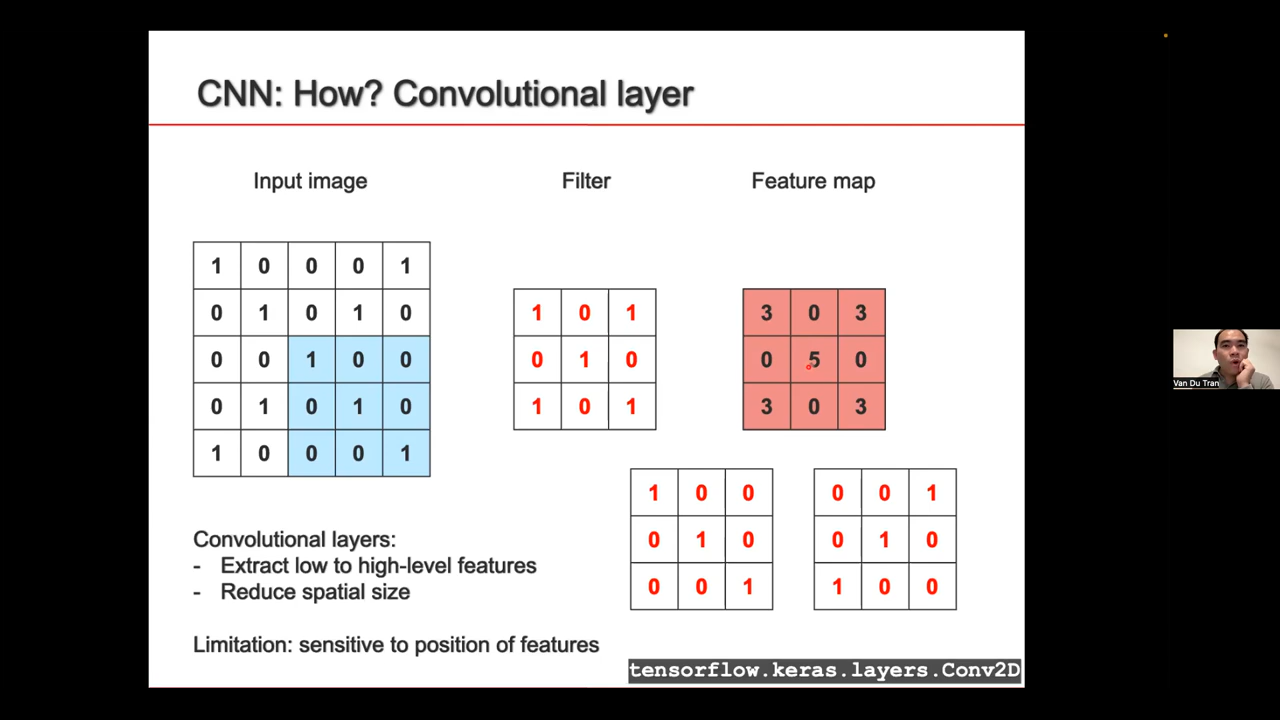 CNN: How? Convolutional layer
Input image
Filter
Feature map
1 0 0 0 1
0 1 0 1 0
0 0 1 0 0
0 1 0 1 0
1 0 0 0 1
1 0 1
0 1 0
1 0 1
3 0 3
0 5 0
3 0 3
1 0 0
0 1 0
0 0 1
0 0 1
0 1 0
1 0 0
Convolutional layers:
- Extract low to high-level features
- Reduce spatial size
Limitation: sensitive to position of features
tensorflow.keras.layers.Conv2D
Van Du Tran